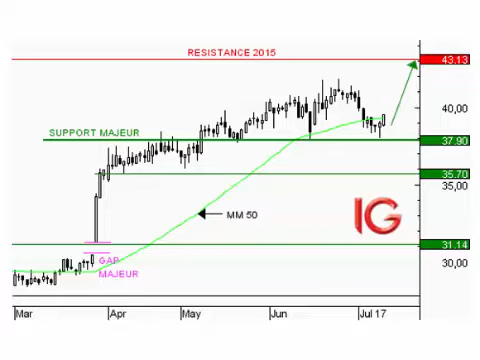 RESISTANCE 2015
43.13
40,00
SUPPORT MAJEUR
37.90
35.70
35,00
MM 50
IG
31.14
GAP
30,00
MAJEUR
Mar
Apr
May
Jun
Jul 17